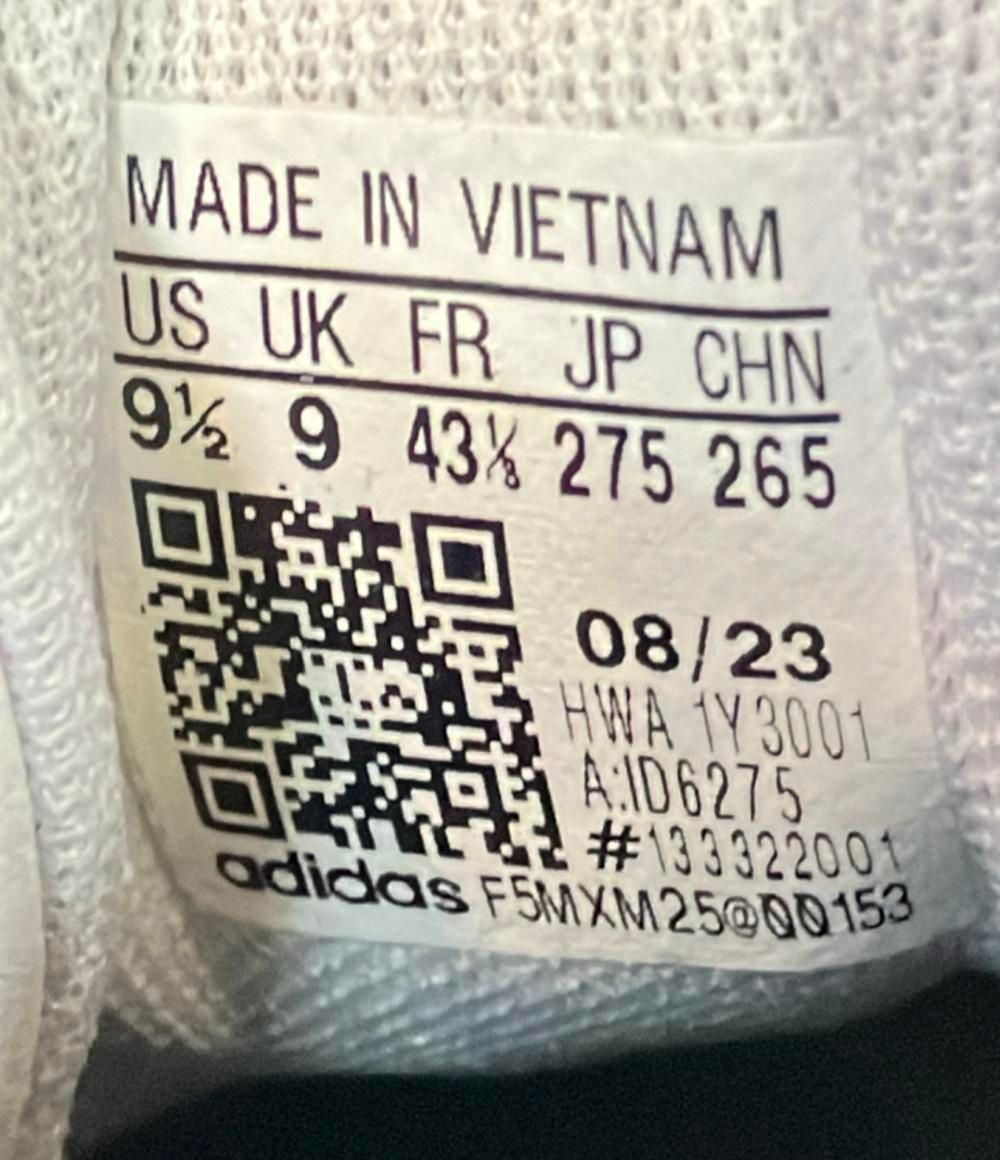 MADE IN VIETNAM
US UK FR JP CHN
9½ 9 43⅓ 275 265
08/23
HWA 1Y3001
A:ID6275
#133322001
adidas F5MXM25@00153